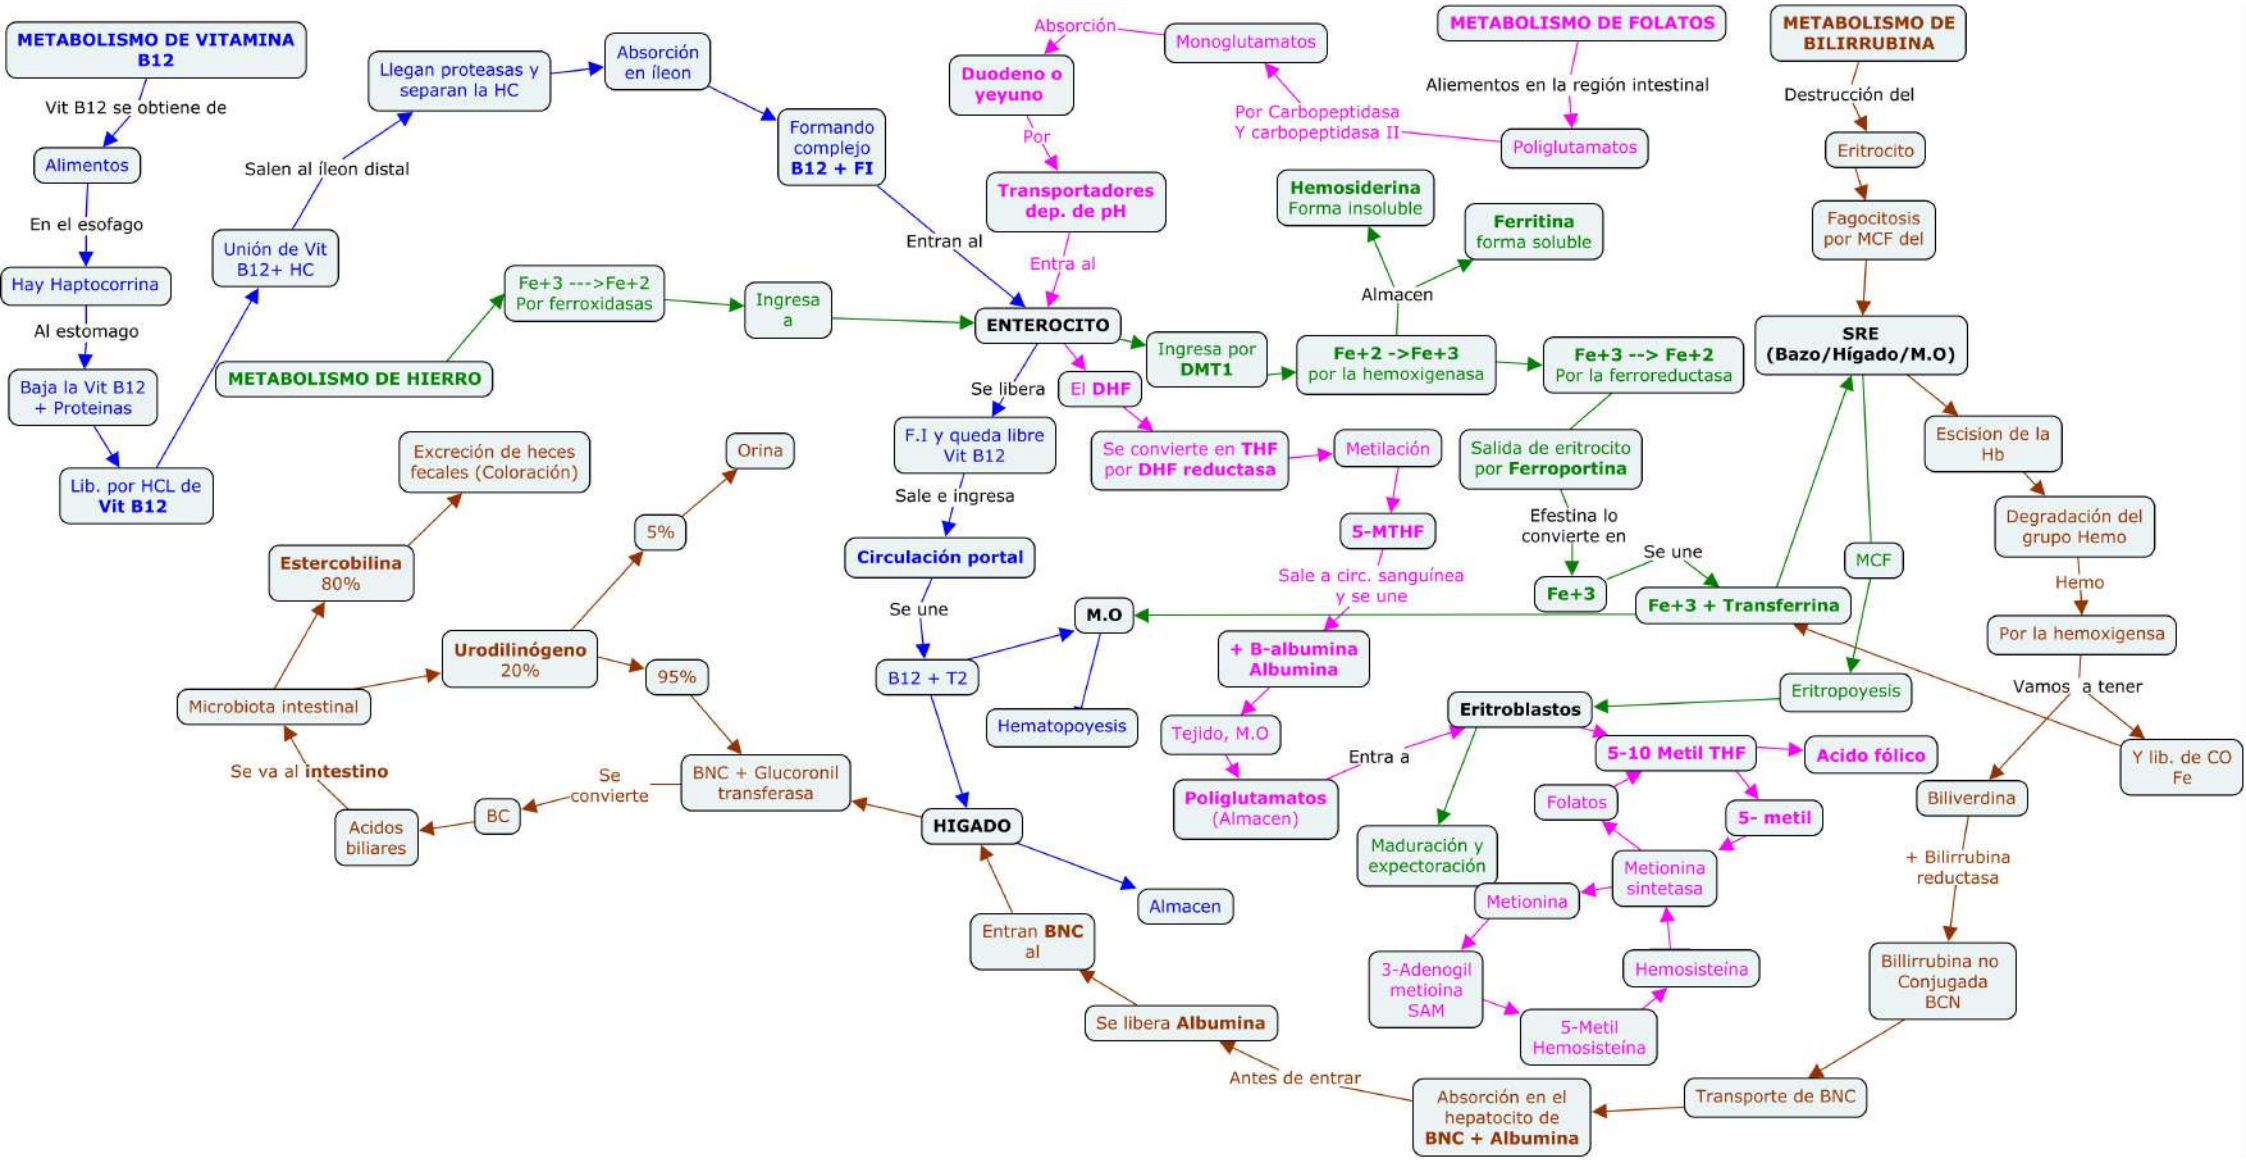 METABOLISMO DE VITAMINA
B12
Vit B12 se obtiene de
Alimentos
En el esofago
Hay Haptocorrina
Al estomago
Baja la Vit B12
+ Proteinas
Lib. por HCL de
Vit B12
Unión de Vit
B12+ HC
Salen al íleon distal
Llegan proteasas y
separan la HC
Absorción
en íleon
Formando
complejo
B12 + FI
Entran al
ENTEROCITO
Se libera
F.I y queda libre
Vit B12
Sale e ingresa
Circulación portal
Se une
B12 + T2
M.O
Hematopoyesis
HIGADO
Almacen
METABOLISMO DE HIERRO
Fe+3 --->Fe+2
Por ferroxidasas
Ingresa
a
Ingresa por
DMT1
Fe+2 ->Fe+3
por la hemoxigenasa
Almacen
Hemosiderina
Forma insoluble
Ferritina
forma soluble
Fe+3 --> Fe+2
Por la ferroreductasa
Salida de eritrocito
por Ferroportina
Efestina lo
convierte en
Fe+3
Se une
Fe+3 + Transferrina
MCF
Eritropoyesis
Eritroblastos
Maduración y
expectoración
METABOLISMO DE FOLATOS
Aliementos en la región intestinal
Poliglutamatos
Por Carbopeptidasa
Y carbopeptidasa II
Monoglutamatos
Absorción
Duodeno o
yeyuno
Por
Transportadores
dep. de pH
Entra al
El DHF
Se convierte en THF
por DHF reductasa
Metilación
5-MTHF
Sale a circ. sanguínea
y se une
+ B-albumina
Albumina
Tejido, M.O
Poliglutamatos
(Almacen)
Entra a
5-10 Metil THF
Acido fólico
5- metil
Folatos
Metionina
sintetasa
Metionina
3-Adenogil
metioina
SAM
5-Metil
Hemosisteína
Hemosisteína
METABOLISMO DE
BILIRRUBINA
Destrucción del
Eritrocito
Fagocitosis
por MCF del
SRE
(Bazo/Hígado/M.O)
Escision de la
Hb
Degradación del
grupo Hemo
Hemo
Por la hemoxigensa
Vamos a tener
Y lib. de CO
Fe
Biliverdina
+ Bilirrubina
reductasa
Billirrubina no
Conjugada
BCN
Transporte de BNC
Absorción en el
hepatocito de
BNC + Albumina
Antes de entrar
Se libera Albumina
Entran BNC
al
BNC + Glucoronil
transferasa
Se
convierte
BC
Acidos
biliares
Se va al intestino
Microbiota intestinal
Estercobilina
80%
Excreción de heces
fecales (Coloración)
Urodilinógeno
20%
5%
Orina
95%